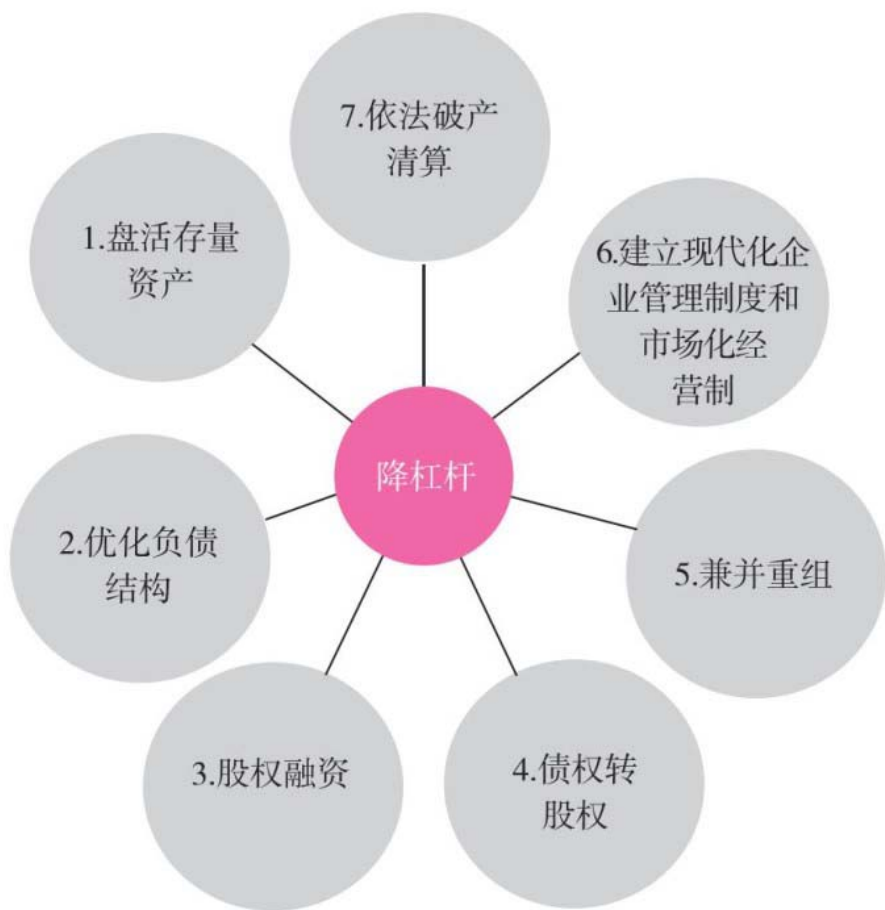 7.依法破产
清算
1.盘活存量
资产
6.建立现代化企
业管理制度和
市场化经
营制
降杠杆
2.优化负债
结构
5.兼并重组
3.股权融资
4.债权转
股权